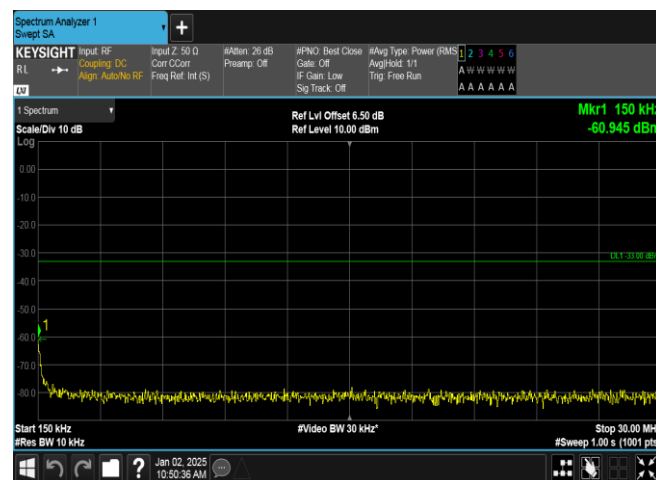 Spectrum Analyzer 1
Swept SA
+
KEYSIGHT
RL
LXI
Input: RF
Coupling: DC
Align: Auto/No RF
Input Z: 50 Ω
Corr CCorr
Freq Ref: Int (S)
#Atten: 26 dB
Preamp: Off
#PNO: Best Close
Gate: Off
IF Gain: Low
Sig Track: Off
#Avg Type: Power (RMS
Avg|Hold: 1/1
Trig: Free Run
1 2 3 4 5 6
A W W W W W
A A A A A A
1 Spectrum
Scale/Div 10 dB
Log
Ref Lvl Offset 6.50 dB
Ref Level 10.00 dBm
Mkr1 150 kHz
-60.945 dBm
0.00
-10.0
-20.0
DL1 -33.00 dBm
-30.0
-40.0
-50.0
1
-60.0
-70.0
-80.0
Start 150 kHz
#Res BW 10 kHz
#Video BW 30 kHz*
Stop 30.00 MH
#Sweep 1.00 s (1001 pts
?
Jan 02, 2025
10:50:36 AM